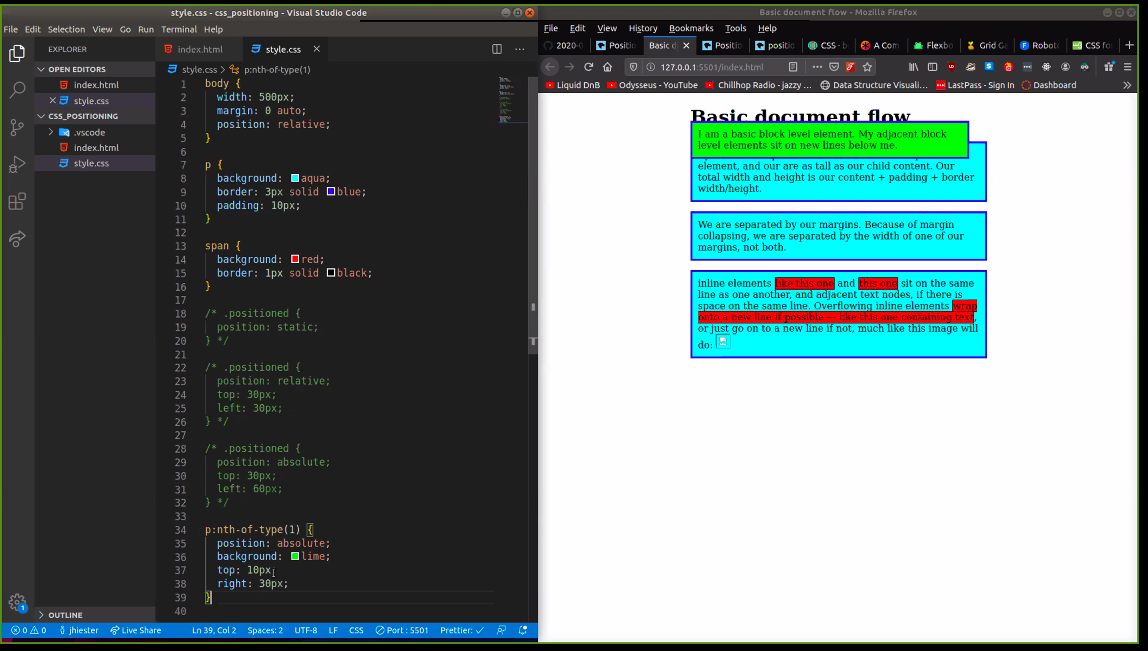 style.css - css_positioning - Visual Studio Code
File Edit Selection View Go Run Terminal Help
EXPLORER
OPEN EDITORS
index.html
style.css
CSS_POSITIONING
.vscode
index.html
style.css
OUTLINE
index.html style.css
style.css > p:nth-of-type(1)
1 body {
2 width: 500px;
3 margin: 0 auto;
4 position: relative;
5 }
6
7 p {
8 background: aqua;
9 border: 3px solid blue;
10 padding: 10px;
11 }
12
13 span {
14 background: red;
15 border: 1px solid black;
16 }
17
18 /* .positioned {
19 position: static;
20 } */
21
22 /* .positioned {
23 position: relative;
24 top: 30px;
25 left: 30px;
26 } */
27
28 /* .positioned {
29 position: absolute;
30 top: 30px;
31 left: 60px;
32 } */
33
34 p:nth-of-type(1) {
35 position: absolute;
36 background: lime;
37 top: 10px;
38 right: 30px;
39 }
40
1
0 0 jhiester Live Share Ln 39, Col 2 Spaces: 2 UTF-8 LF CSS Port : 5501 Prettier: ✓
Basic document flow - Mozilla Firefox
File Edit View History Bookmarks Tools Help
2020-0 Positio Basic d Positio positio CSS - b A Com Flexbo Grid G Robot CSS fo
127.0.0.1:5501/index.html
Liquid DnB Odysseus - YouTube Chillhop Radio - jazzy ... Data Structure Visuali... LastPass - Sign In Dashboard
Basic document flow
I am a basic block level element. My adjacent block
level elements sit on new lines below me.
element, and our are as tall as our child content. Our
total width and height is our content + padding + border
width/height.
We are separated by our margins. Because of margin
collapsing, we are separated by the width of one of our
margins, not both.
inline elements like this one and this one sit on the same
line as one another, and adjacent text nodes, if there is
space on the same line. Overflowing inline elements wrap
onto a new line if possible — like this one containing text,
or just go on to a new line if not, much like this image will
do: